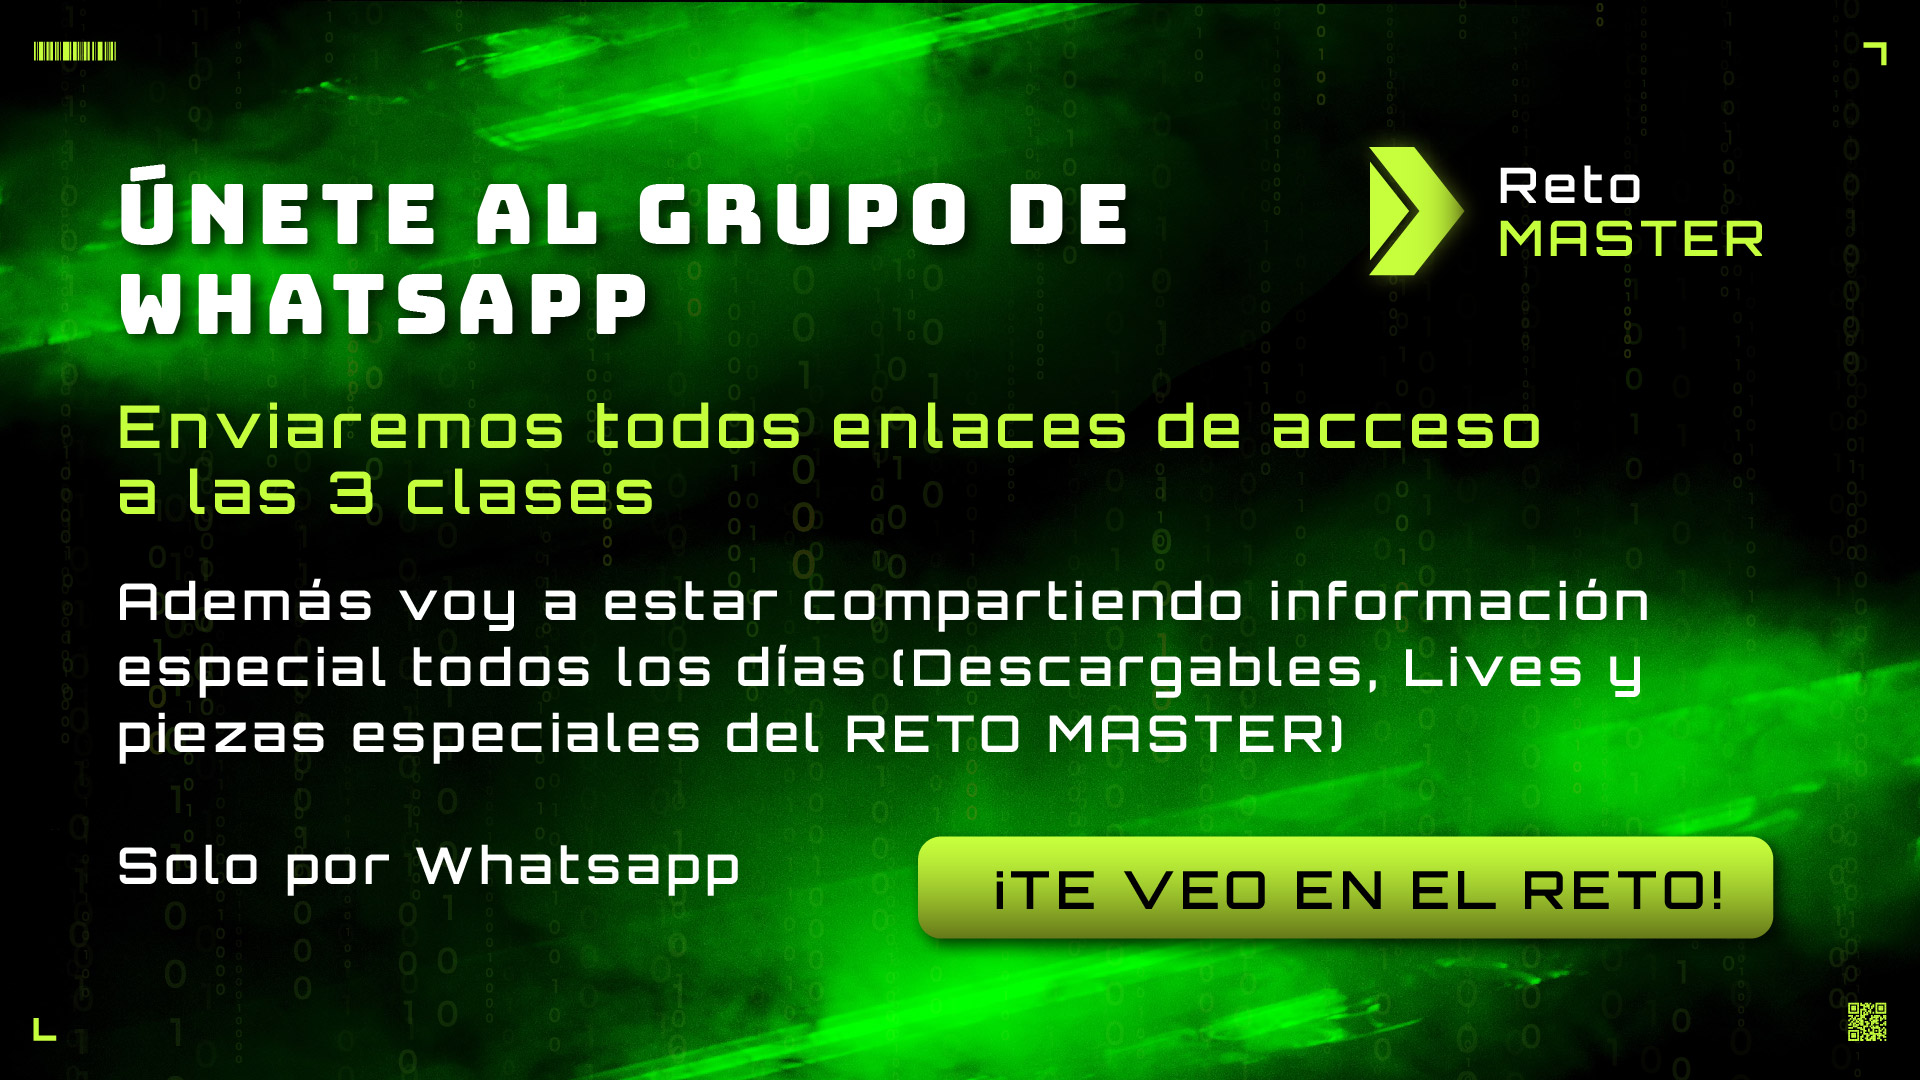 ÚNETE AL GRUPO DE
WHATSAPP
Reto
MASTER
Enviaremos todos enlaces de acceso
a las 3 clases
Además voy a estar compartiendo información
especial todos los días (Descargables, Lives y
piezas especiales del RETO MASTER)
Solo por Whatsapp
¡TE VEO EN EL RETO!